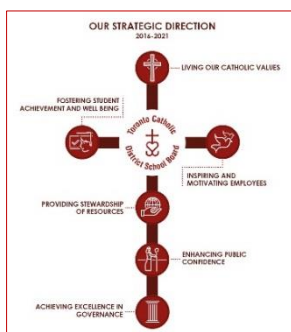 OUR STRATEGIC DIRECTION
2016-2021
LIVING OUR CATHOLIC VALUES
FOSTERING STUDENT
ACHIEVEMENT AND WELL BEING
Toronto Catholic
District School Board
INSPIRING AND
MOTIVATING EMPLOYEES
PROVIDING STEWARDSHIP
OF RESOURCES
ENHANCING PUBLIC
CONFIDENCE
ACHIEVING EXCELLENCE IN
GOVERNANCE